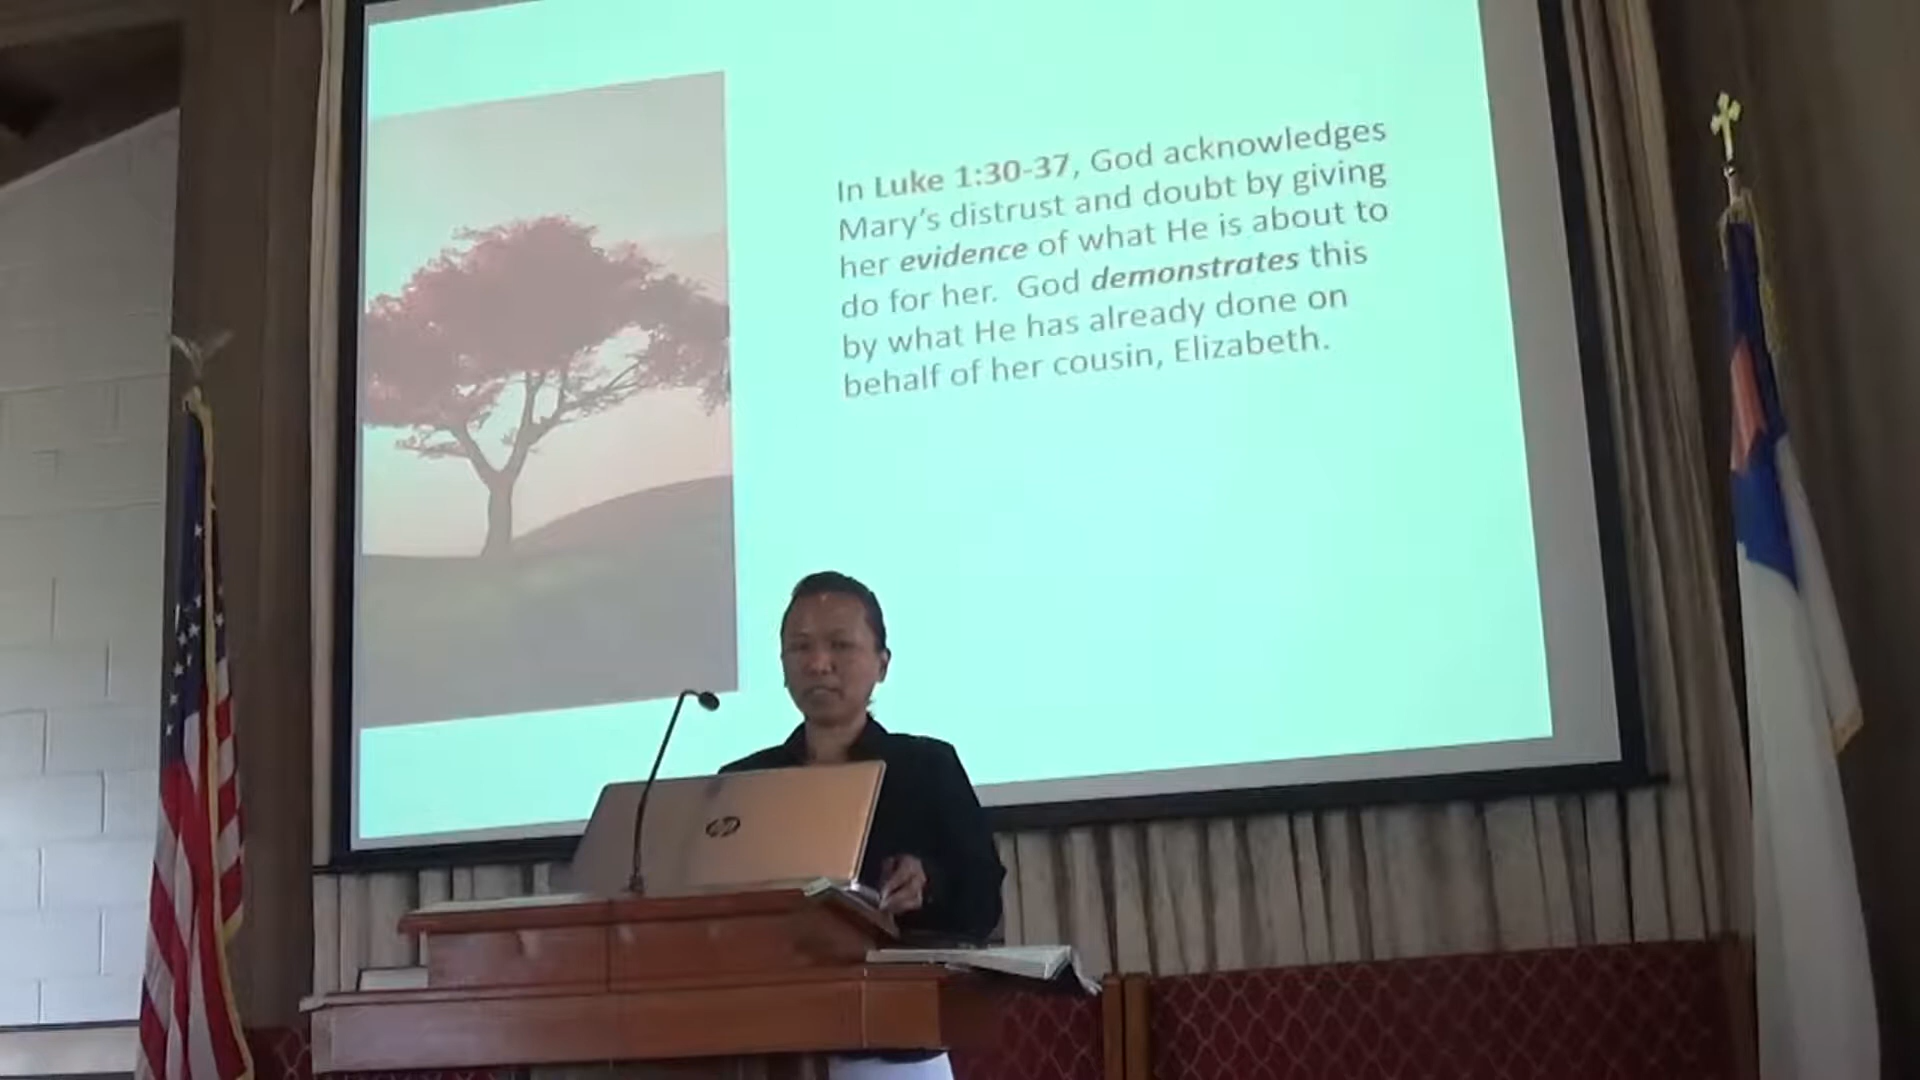 In Luke 1:30-37, God acknowledges
Mary's distrust and doubt by giving
her evidence of what He is about to
do for her. God demonstrates this
by what He has already done on
behalf of her cousin, Elizabeth.
hp